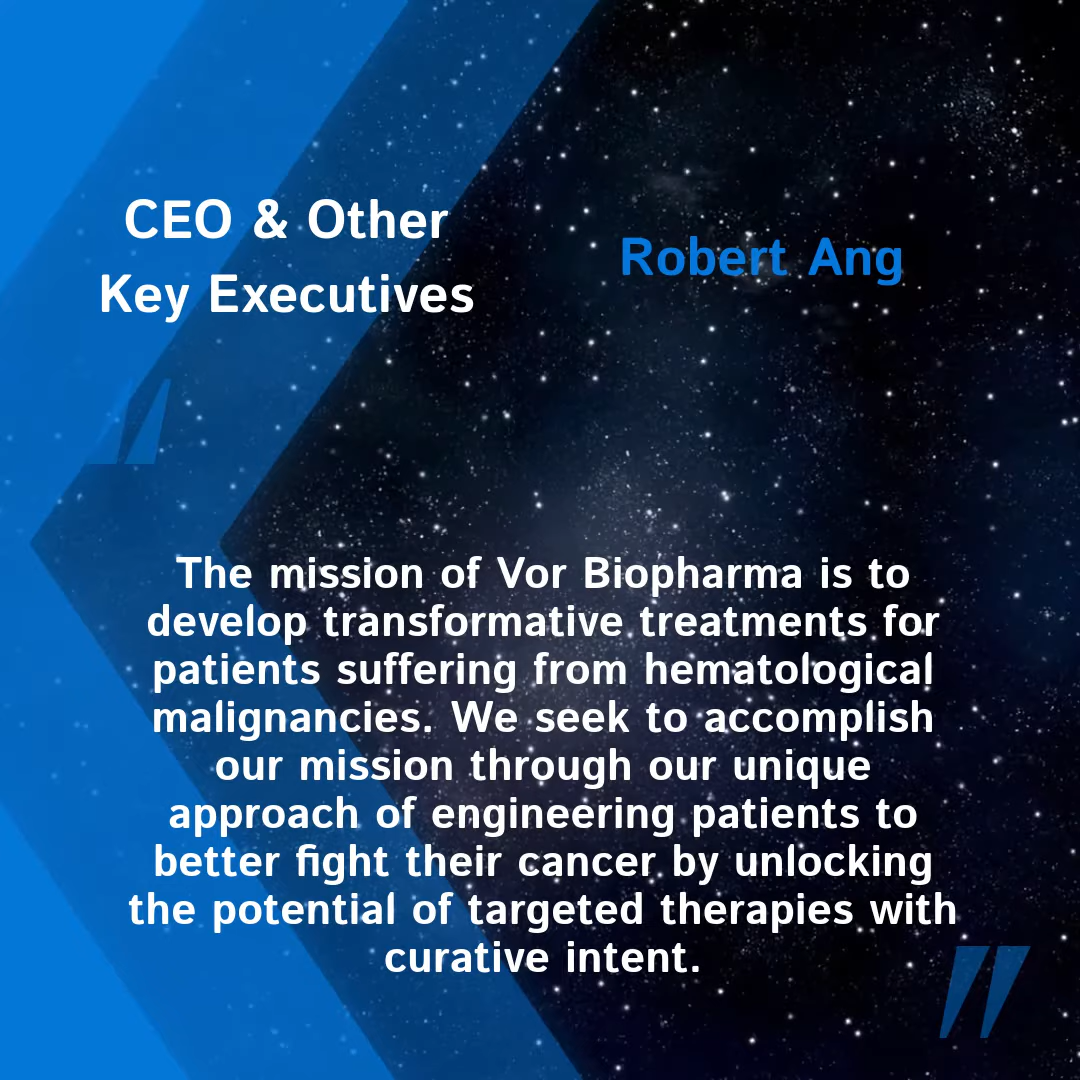 CEO & Other
Key Executives
Robert Ang
The mission of Vor Biopharma is to
develop transformative treatments for
patients suffering from hematological
malignancies. We seek to accomplish
our mission through our unique
approach of engineering patients to
better fight their cancer by unlocking
the potential of targeted therapies with
curative intent.